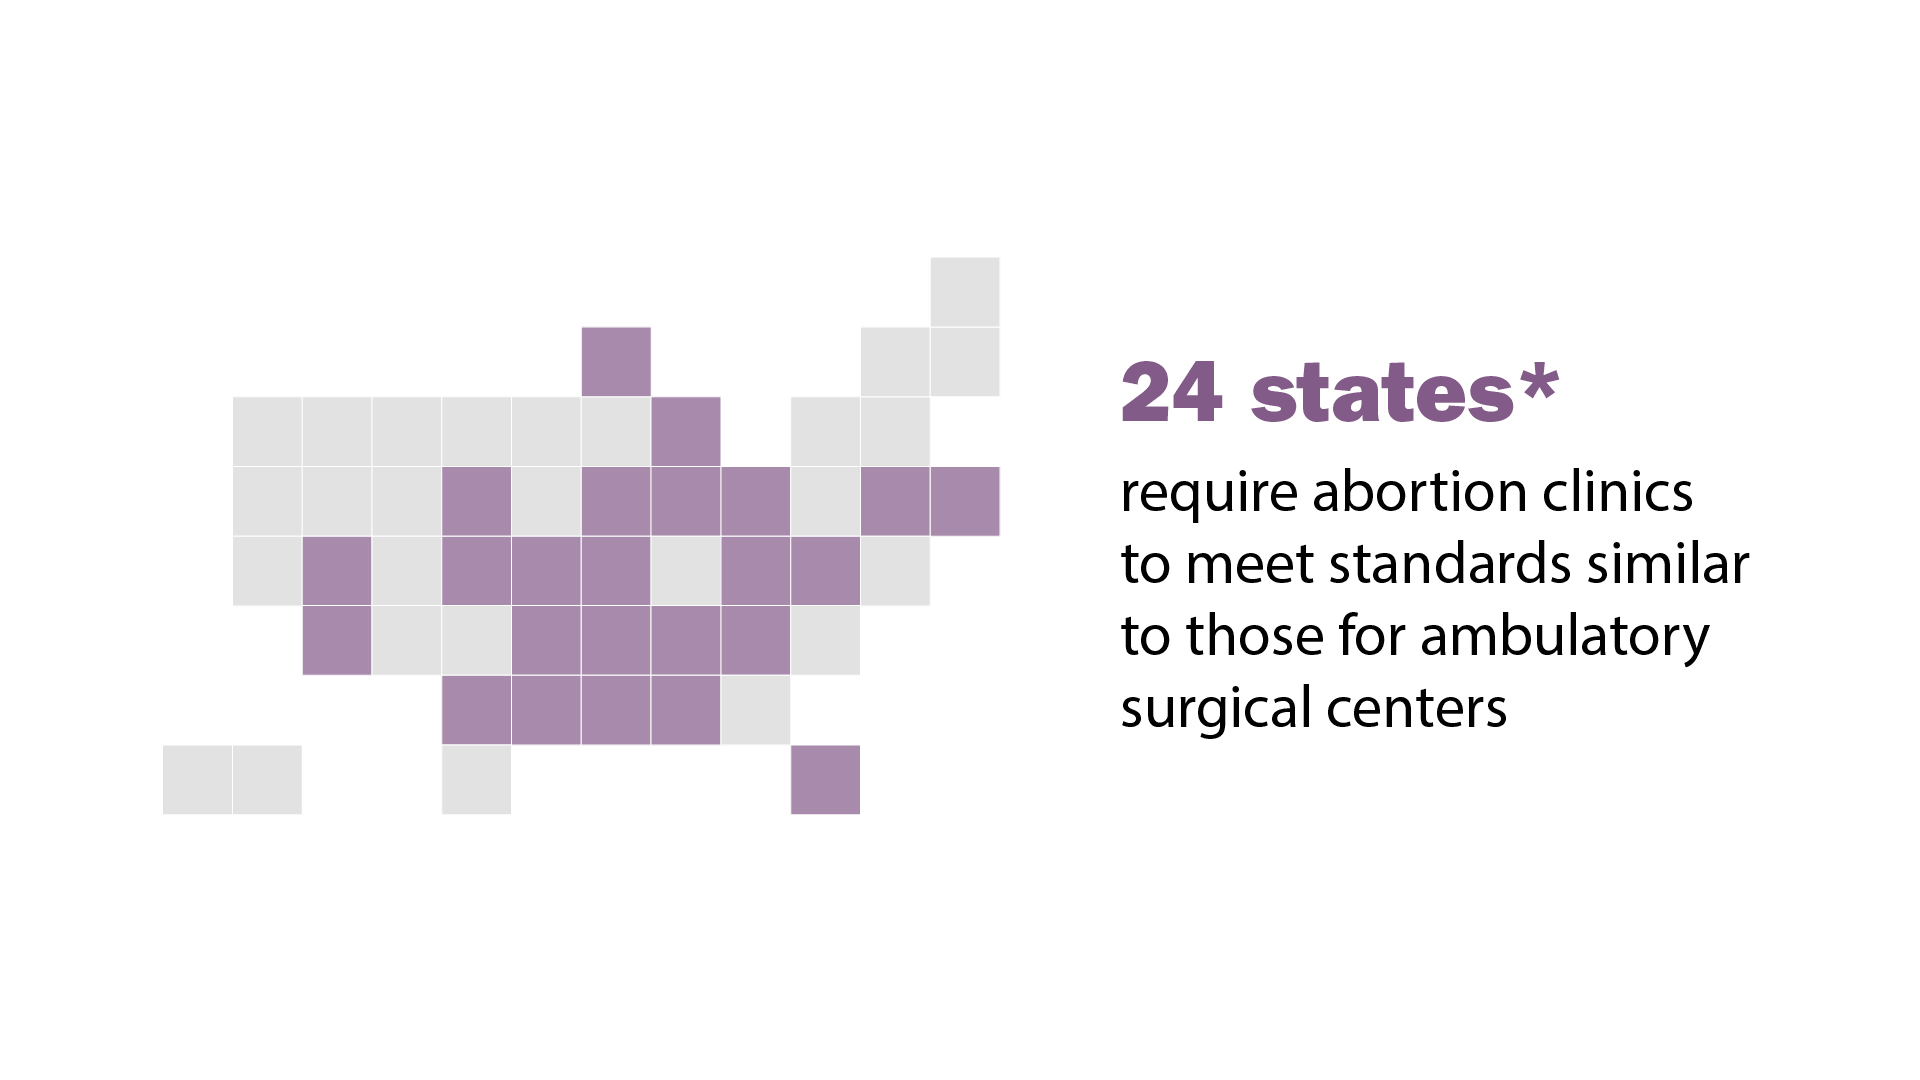 24 states*
require abortion clinics
to meet standards similar
to those for ambulatory
surgical centers